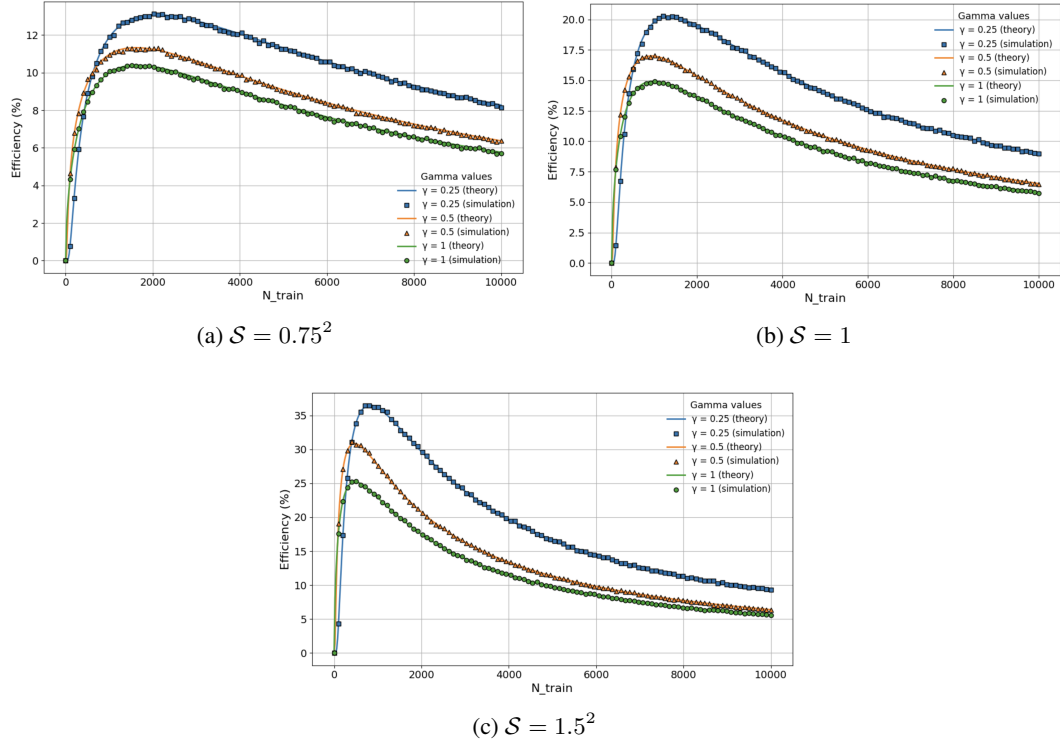 12
10
8
6
4
2
0
Efficiency (%)
Gamma values
γ = 0.25 (theory)
γ = 0.25 (simulation)
γ = 0.5 (theory)
γ = 0.5 (simulation)
γ = 1 (theory)
γ = 1 (simulation)
0 2000 4000 6000 8000 10000
N_train
(a) S = 0.75²
20.0
17.5
15.0
12.5
10.0
7.5
5.0
2.5
0.0
Efficiency (%)
Gamma values
γ = 0.25 (theory)
γ = 0.25 (simulation)
γ = 0.5 (theory)
γ = 0.5 (simulation)
γ = 1 (theory)
γ = 1 (simulation)
0 2000 4000 6000 8000 10000
N_train
(b) S = 1
35
30
25
20
15
10
5
0
Efficiency (%)
Gamma values
γ = 0.25 (theory)
γ = 0.25 (simulation)
γ = 0.5 (theory)
γ = 0.5 (simulation)
γ = 1 (theory)
γ = 1 (simulation)
0 2000 4000 6000 8000 10000
N_train
(c) S = 1.5²